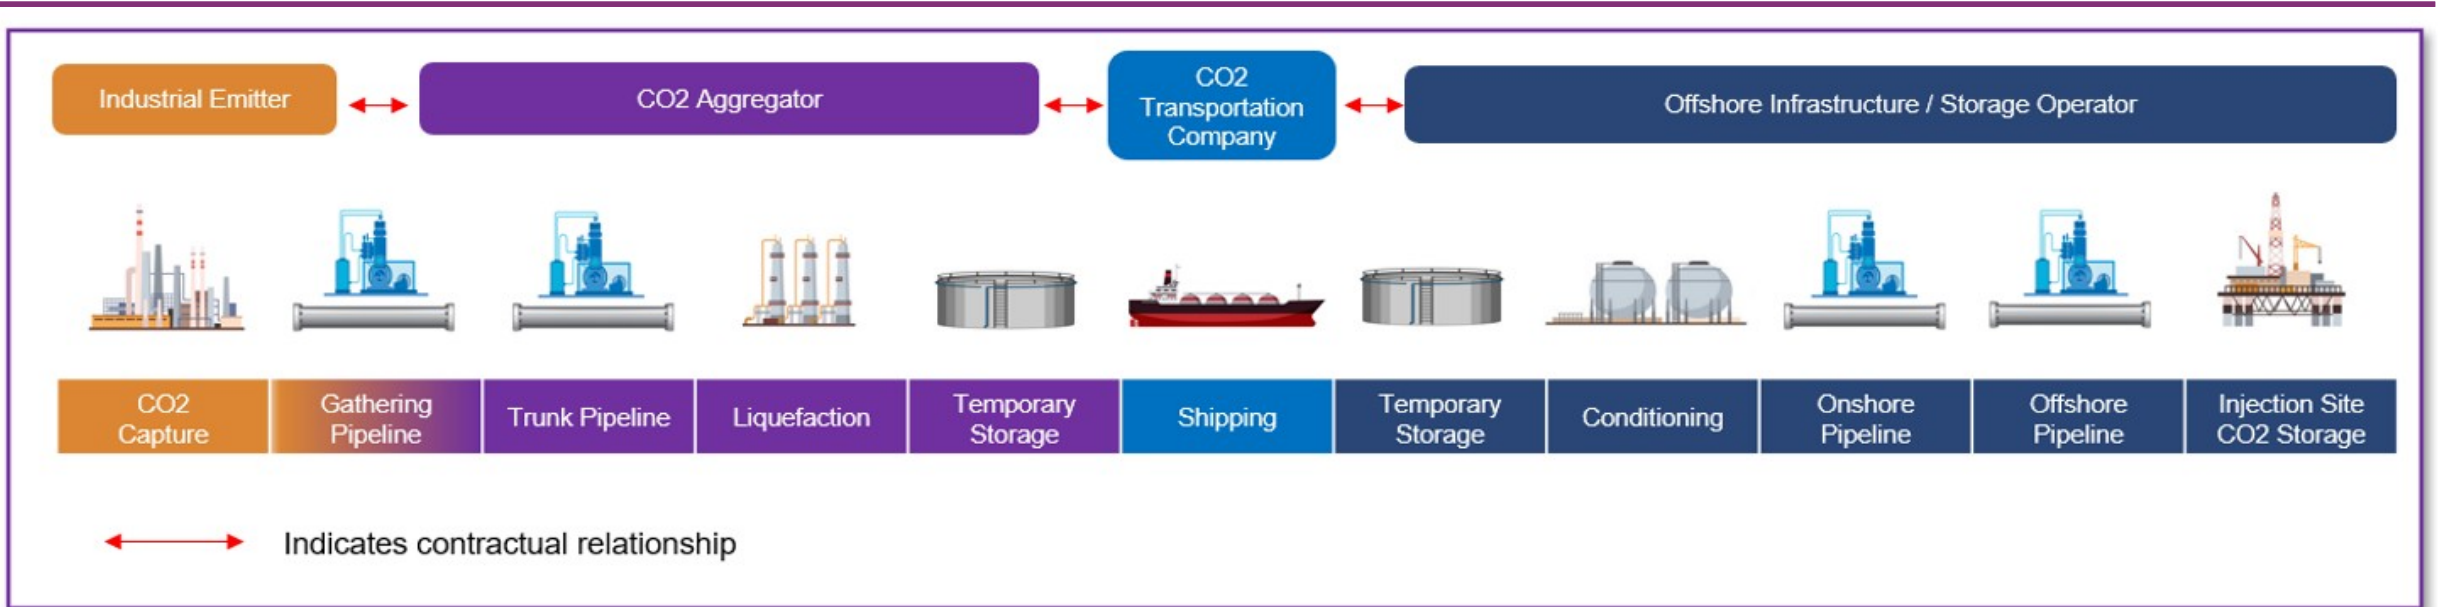 Industrial Emitter
CO2 Aggregator
CO2
Transportation
Company
Offshore Infrastructure / Storage Operator
CO2
Capture
Gathering
Pipeline
Trunk Pipeline
Liquefaction
Temporary
Storage
Shipping
Temporary
Storage
Conditioning
Onshore
Pipeline
Offshore
Pipeline
Injection Site
CO2 Storage
Indicates contractual relationship